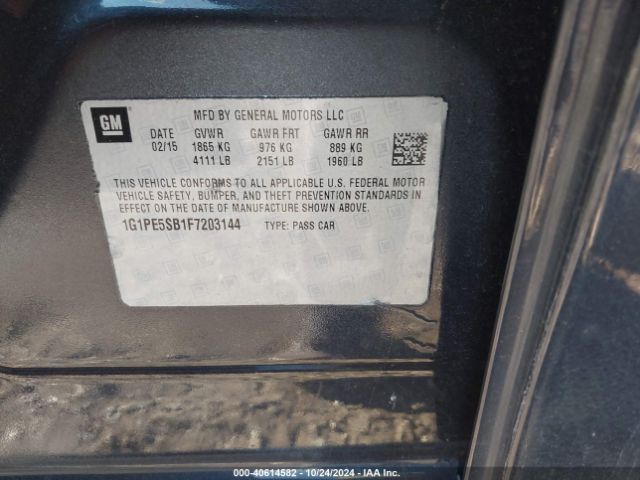 GM
MFD BY GENERAL MOTORS LLC
DATE GVWR GAWR FRT GAWR RR
02/15 1865 KG 976 KG 889 KG
4111 LB 2151 LB 1960 LB
THIS VEHICLE CONFORMS TO ALL APPLICABLE U.S. FEDERAL MOTOR
VEHICLE SAFETY, BUMPER, AND THEFT PREVENTION STANDARDS
IN EFFECT ON THE DATE OF MANUFACTURE SHOWN ABOVE.
1G1PE5SB1F7203144 TYPE: PASS CAR
000-40614582 - 10/24/2024 - IAA Inc.